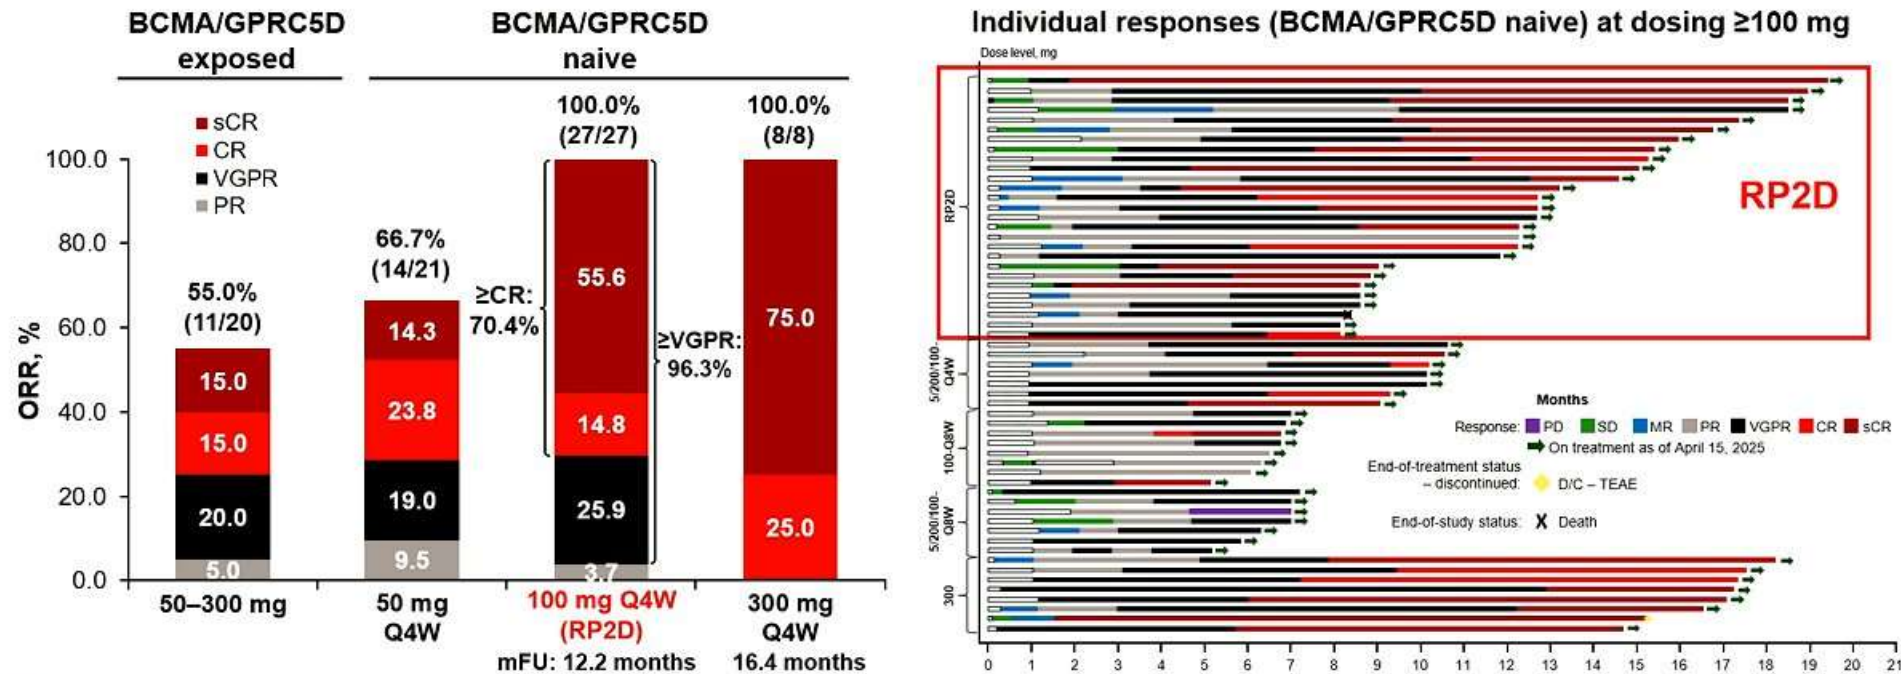 BCMA/GPRC5D
exposed
BCMA/GPRC5D
naive
sCR
CR
VGPR
PR
ORR, %
100.0
80.0
60.0
40.0
20.0
0.0
55.0%
(11/20)
15.0
15.0
20.0
5.0
66.7%
(14/21)
14.3
23.8
19.0
9.5
100.0%
(27/27)
≥CR:
70.4%
55.6
14.8
25.9
3.7
≥VGPR:
96.3%
100.0%
(8/8)
75.0
25.0
50–300 mg
50 mg
Q4W
100 mg Q4W
(RP2D)
300 mg
Q4W
mFU: 12.2 months
16.4 months
Individual responses (BCMA/GPRC5D naive) at dosing ≥100 mg
Dose level, mg
RP2D
RP2D
5/200/100-
Q4W
100-Q8W
5/200/100-
Q8W
300
Months
Response: PD SD MR PR VGPR CR sCR
On treatment as of April 15, 2025
End-of-treatment status
– discontinued: D/C – TEAE
End-of-study status: X Death
0 1 2 3 4 5 6 7 8 9 10 11 12 13 14 15 16 17 18 19 20 21